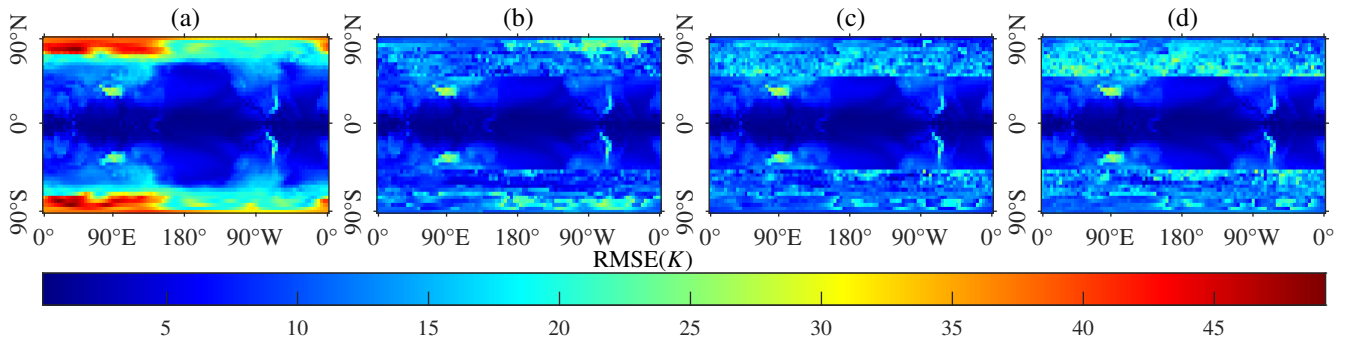 (a) (b) (c) (d)
90°N 90°N 90°N 90°N
0° 0° 0° 0°
90°S 90°S 90°S 90°S
0° 90°E 180° 90°W 0° 0° 90°E 180° 90°W 0° 0° 90°E 180° 90°W 0° 0° 90°E 180° 90°W 0°
RMSE(K)
5 10 15 20 25 30 35 40 45